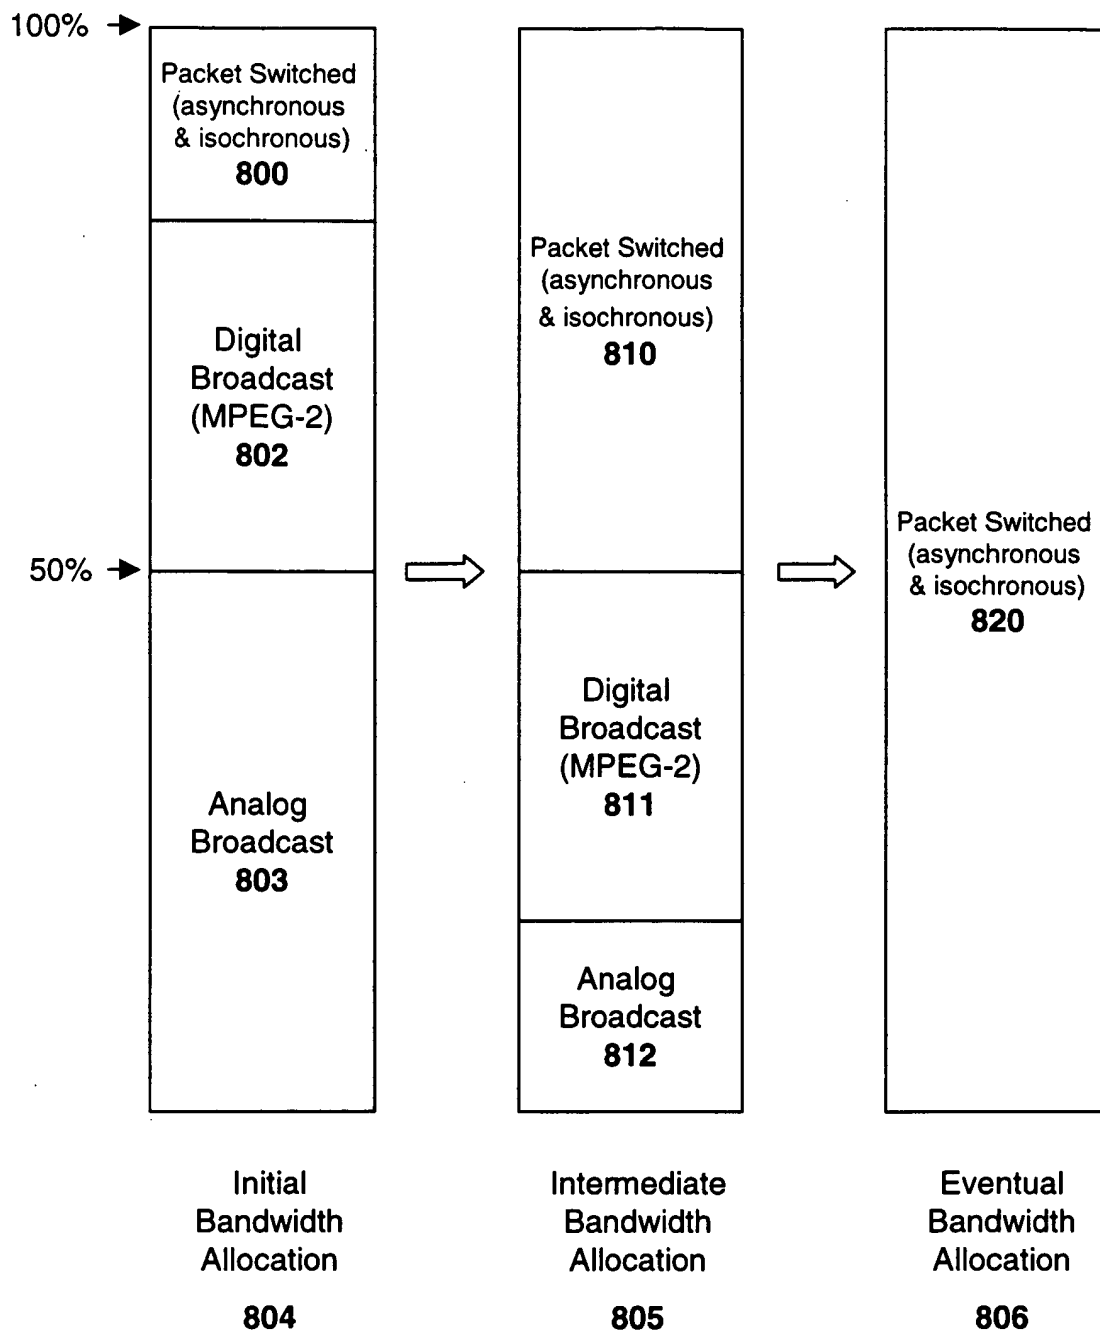 100%
Packet Switched
(asynchronous
& isochronous)
800
Digital
Broadcast
(MPEG-2)
802
50%
Analog
Broadcast
803
Initial
Bandwidth
Allocation
804
Packet Switched
(asynchronous
& isochronous)
810
Digital
Broadcast
(MPEG-2)
811
Analog
Broadcast
812
Intermediate
Bandwidth
Allocation
805
Packet Switched
(asynchronous
& isochronous)
820
Eventual
Bandwidth
Allocation
806